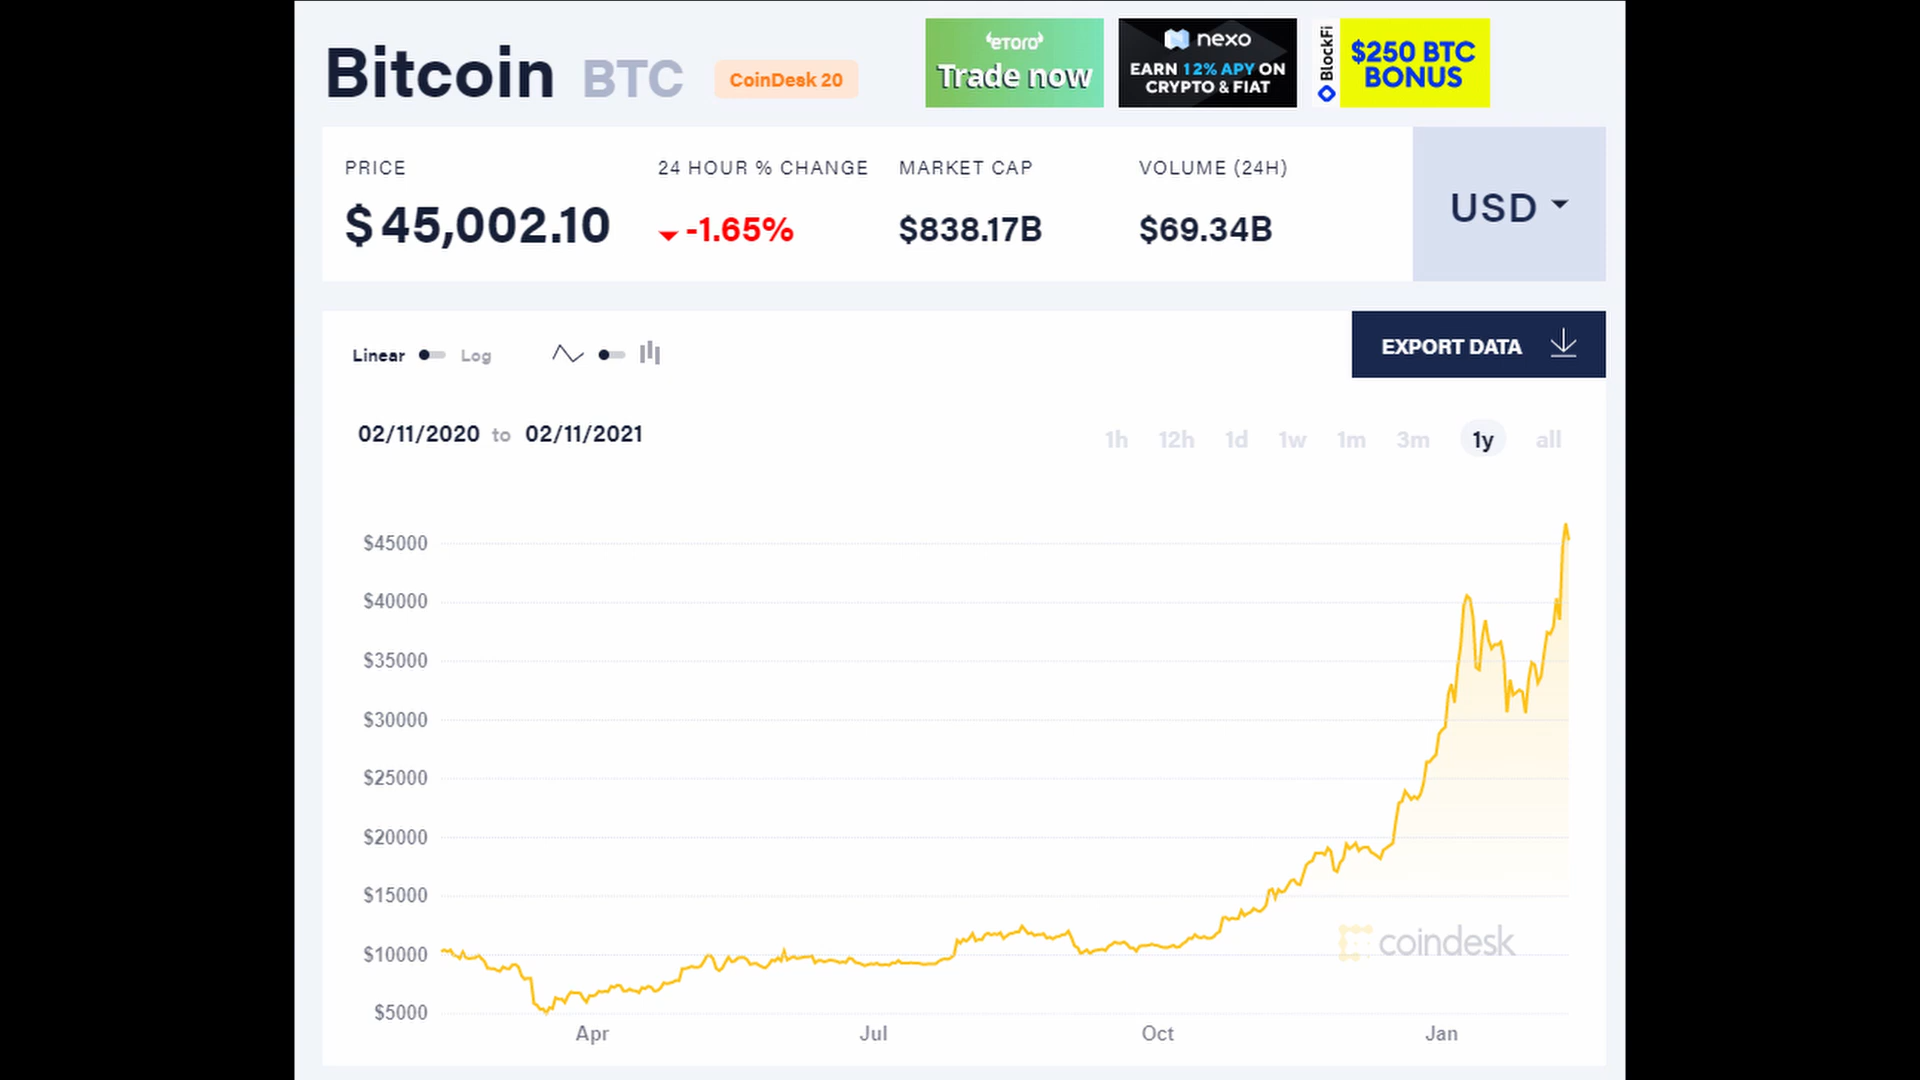 Bitcoin BTC CoinDesk 20
eTORO
Trade now
nexo
EARN 12% APY ON
CRYPTO & FIAT
BlockFi
$250 BTC
BONUS
PRICE
$45,002.10
24 HOUR % CHANGE
-1.65%
MARKET CAP
$838.17B
VOLUME (24H)
$69.34B
USD
Linear Log
EXPORT DATA
02/11/2020 to 02/11/2021
1h 12h 1d 1w 1m 3m 1y all
$45000
$40000
$35000
$30000
$25000
$20000
$15000
$10000
$5000
coindesk
Apr Jul Oct Jan